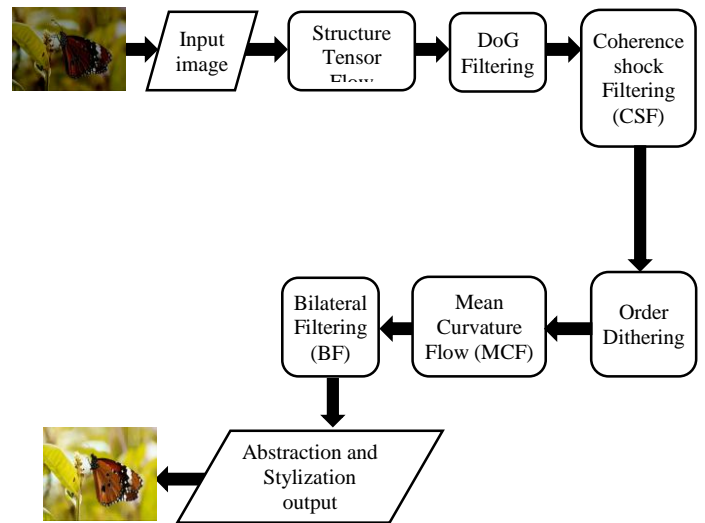 Input
image
Structure
Tensor
Flow
DoG
Filtering
Coherence
shock
Filtering
(CSF)
Order
Dithering
Mean
Curvature
Flow (MCF)
Bilateral
Filtering
(BF)
Abstraction and
Stylization
output